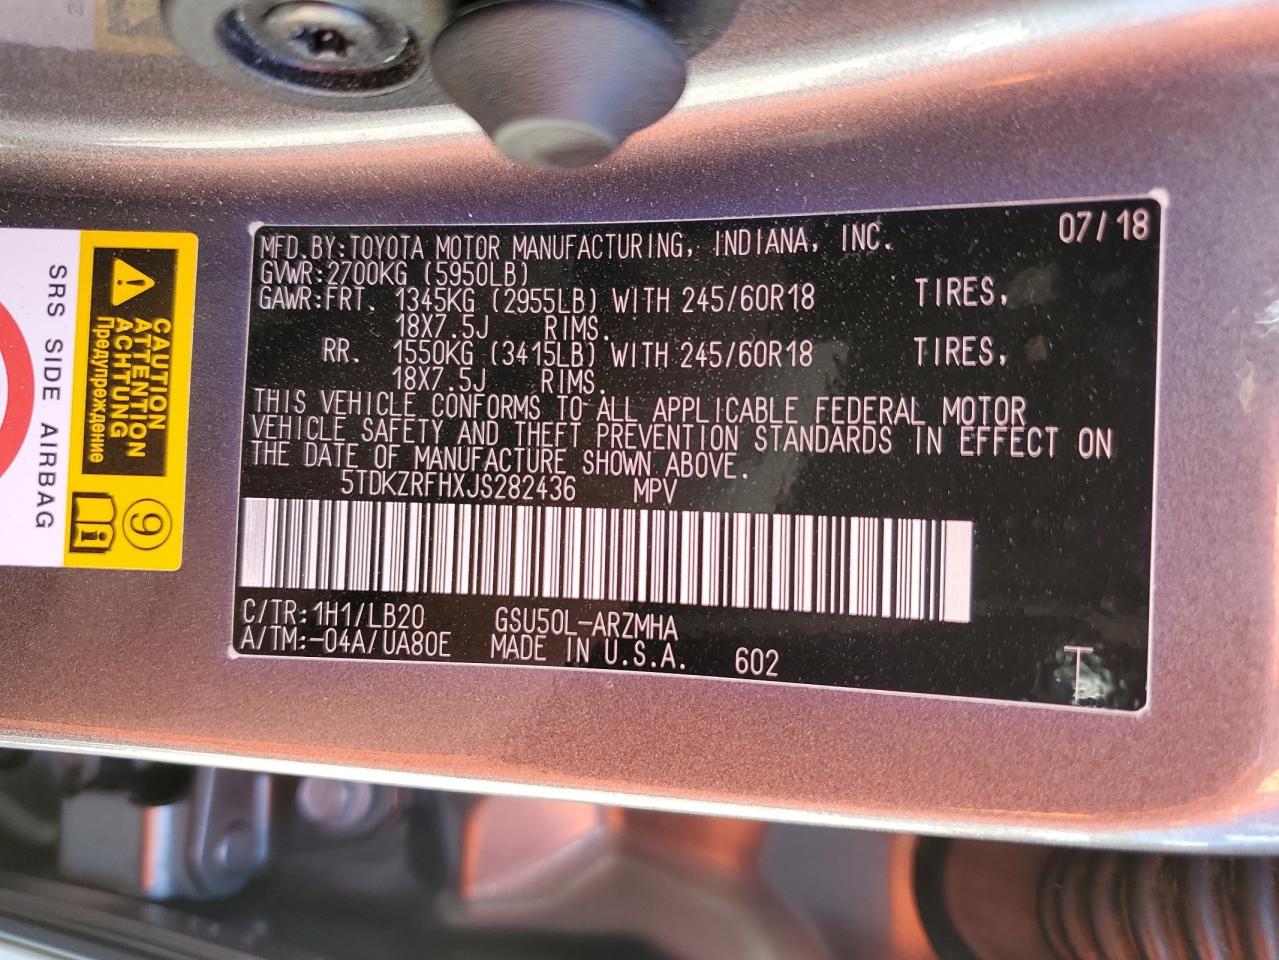 MFD.BY:TOYOTA MOTOR MANUFACTURING, INDIANA, INC. 07/18
GVWR:2700KG (5950LB)
GAWR:FRT. 1345KG (2955LB) WITH 245/60R18 TIRES,
18X7.5J RIMS.
RR. 1550KG (3415LB) WITH 245/60R18 TIRES,
18X7.5J RIMS.
THIS VEHICLE CONFORMS TO ALL APPLICABLE FEDERAL MOTOR
VEHICLE SAFETY AND THEFT PREVENTION STANDARDS IN EFFECT ON
THE DATE OF MANUFACTURE SHOWN ABOVE.
5TDKZRFHXJS282436 MPV
C/TR:1H1/LB20 GSU50L-ARZMHA
A/TM:-04A/UA80E MADE IN U.S.A. 602
T
CAUTION
ATTENTION
ACHTUNG
Предупреждение
9
i
SRS SIDE AIRBAG